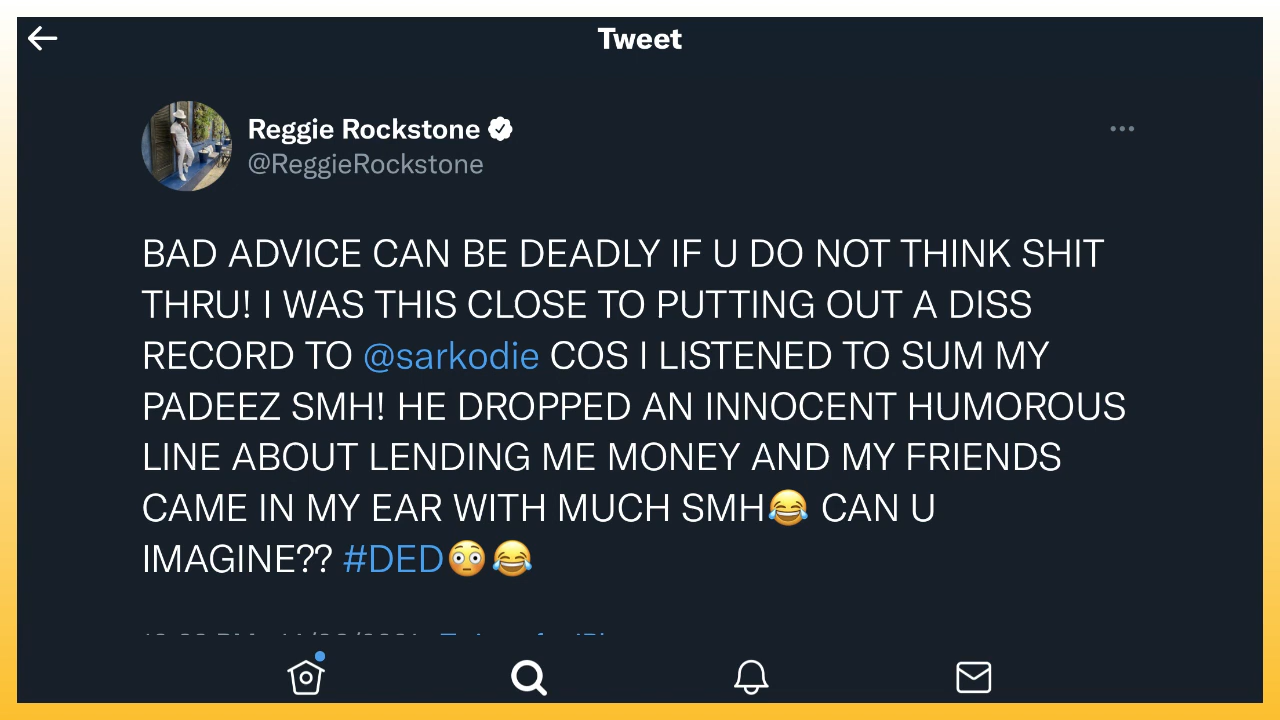 Tweet
Reggie Rockstone
@ReggieRockstone
BAD ADVICE CAN BE DEADLY IF U DO NOT THINK SHIT
THRU! I WAS THIS CLOSE TO PUTTING OUT A DISS
RECORD TO @sarkodie COS I LISTENED TO SUM MY
PADEEZ SMH! HE DROPPED AN INNOCENT HUMOROUS
LINE ABOUT LENDING ME MONEY AND MY FRIENDS
CAME IN MY EAR WITH MUCH SMH😂 CAN U
IMAGINE?? #DED😳😂